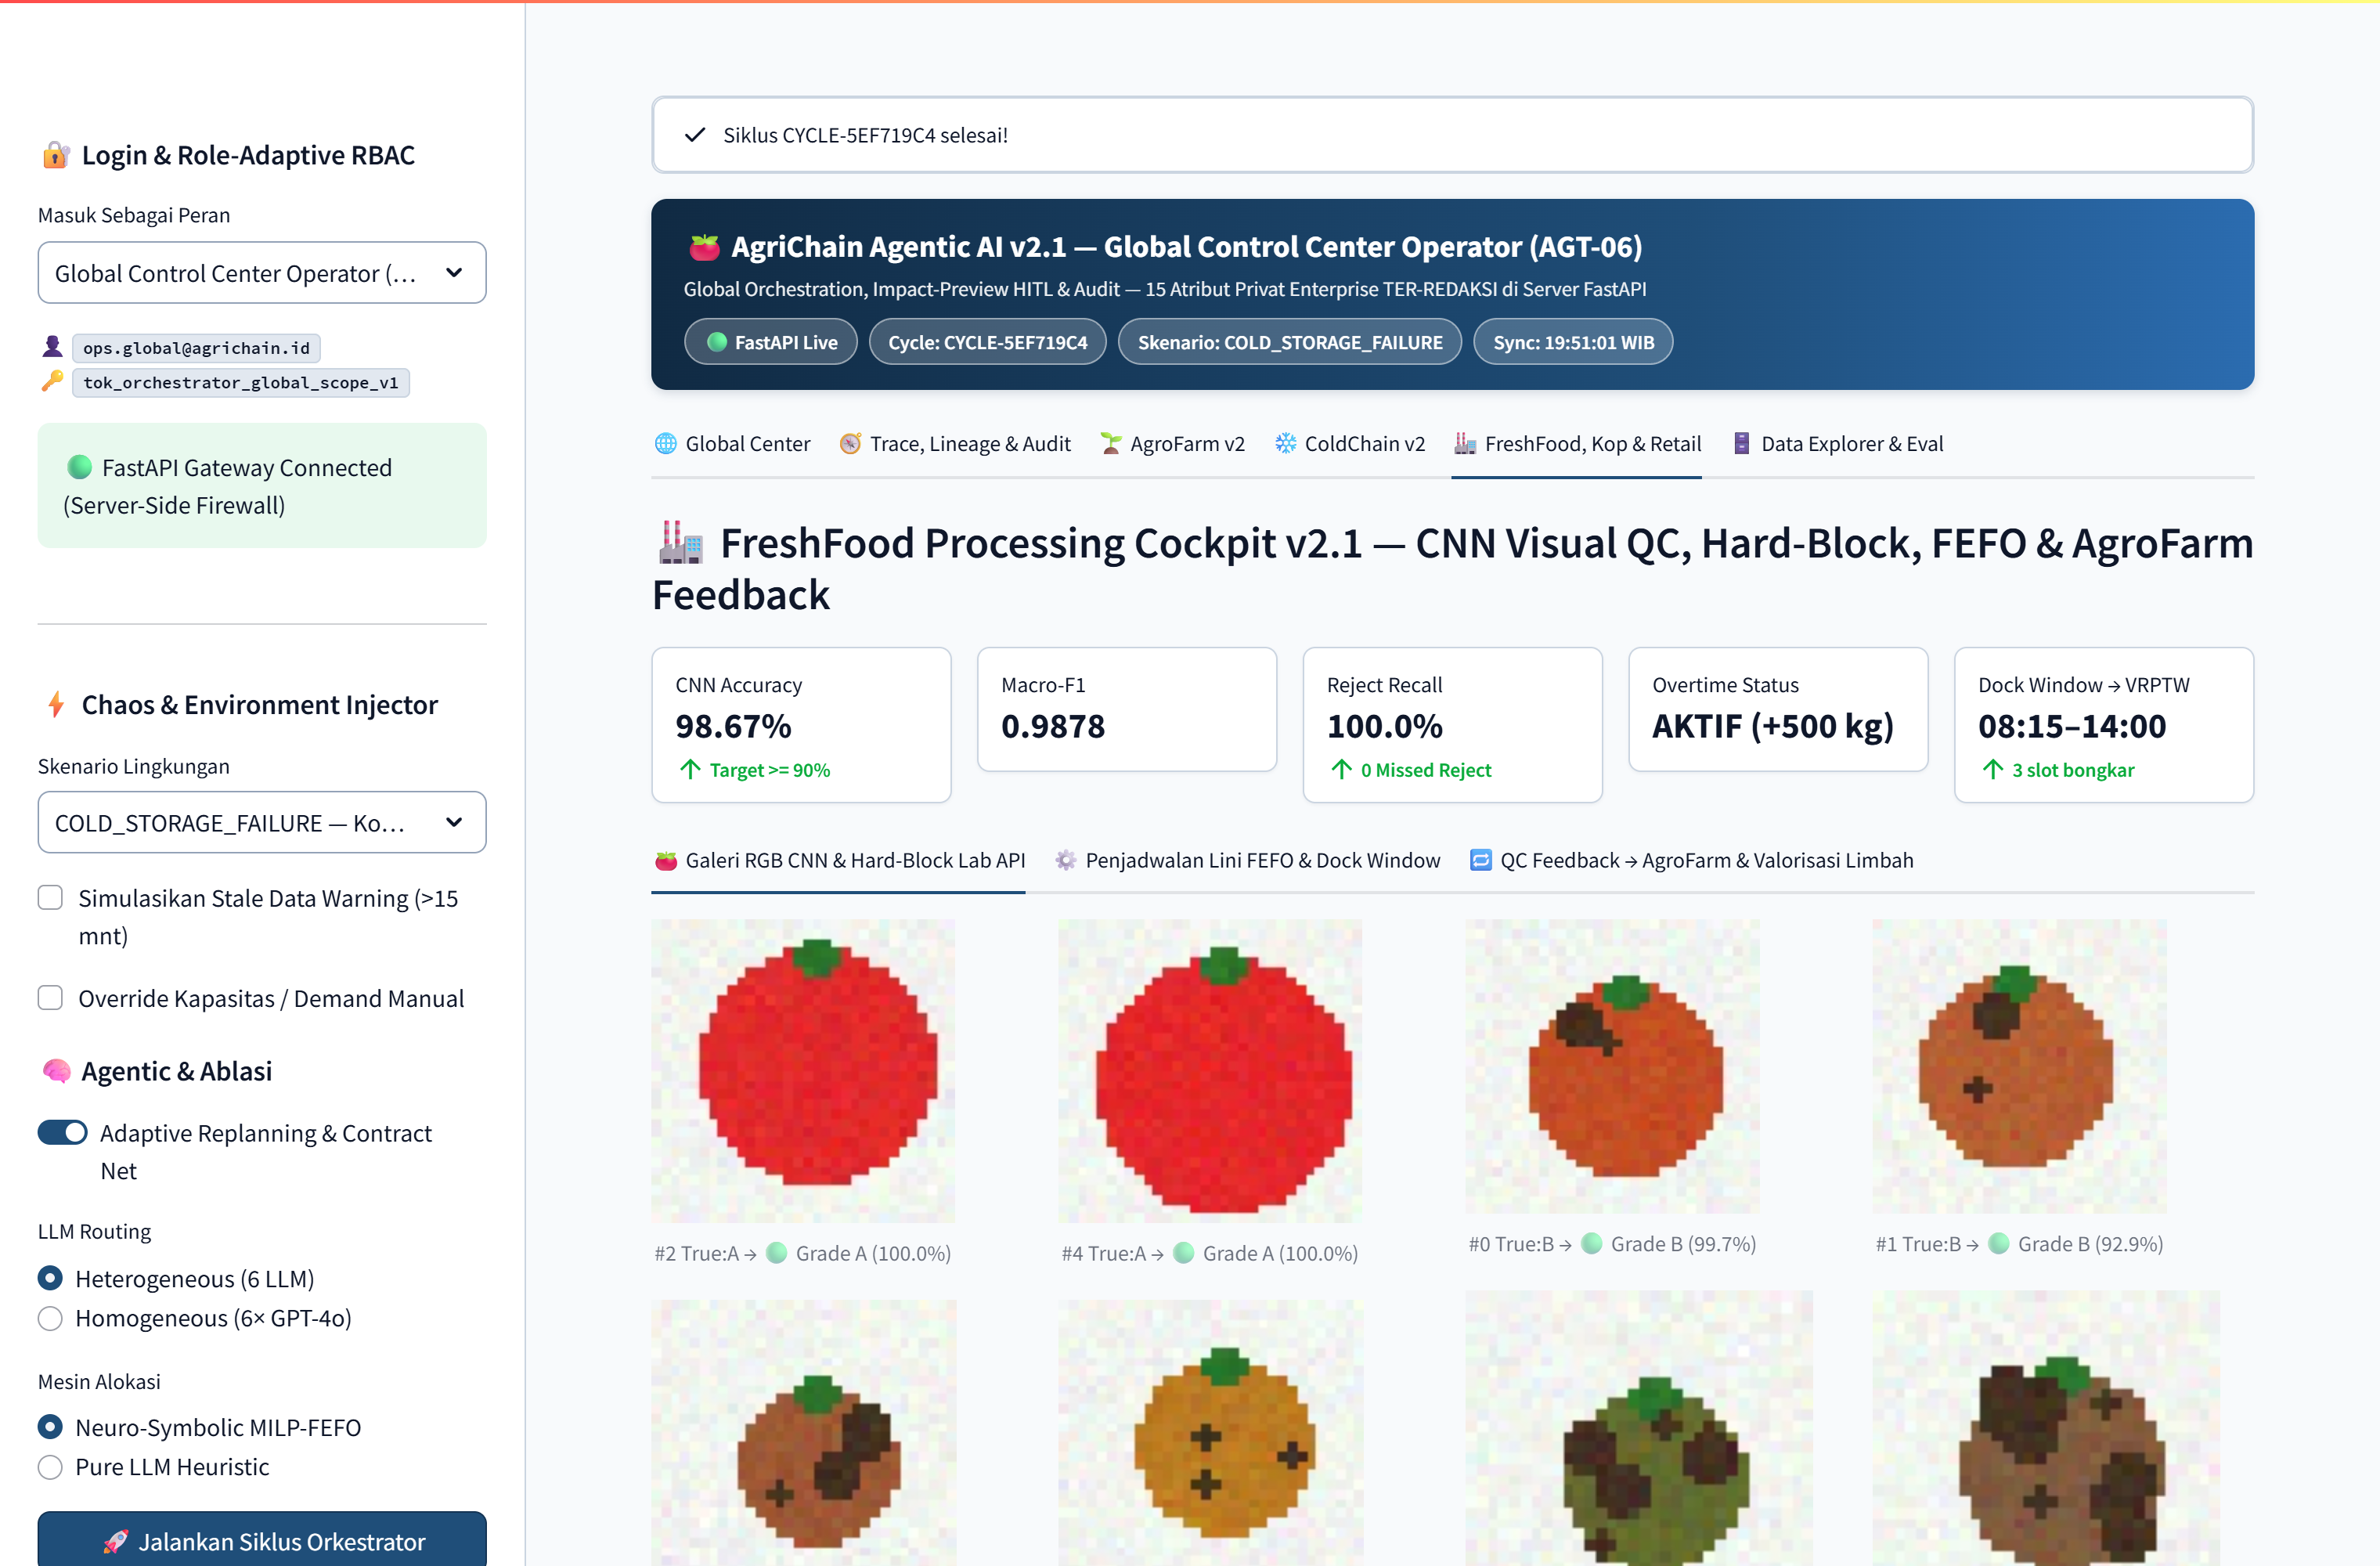 Login & Role-Adaptive RBAC
Masuk Sebagai Peran
Global Control Center Operator (...
ops.global@agrichain.id
tok_orchestrator_global_scope_v1
FastAPI Gateway Connected
(Server-Side Firewall)
Chaos & Environment Injector
Skenario Lingkungan
COLD_STORAGE_FAILURE — Ko...
Simulasikan Stale Data Warning (>15
mnt)
Override Kapasitas / Demand Manual
Agentic & Ablasi
Adaptive Replanning & Contract
Net
LLM Routing
Heterogeneous (6 LLM)
Homogeneous (6× GPT-4o)
Mesin Alokasi
Neuro-Symbolic MILP-FEFO
Pure LLM Heuristic
Jalankan Siklus Orkestrator
Siklus CYCLE-5EF719C4 selesai!
AgriChain Agentic AI v2.1 — Global Control Center Operator (AGT-06)
Global Orchestration, Impact-Preview HITL & Audit — 15 Atribut Privat Enterprise TER-REDAKSI di Server FastAPI
FastAPI Live
Cycle: CYCLE-5EF719C4
Skenario: COLD_STORAGE_FAILURE
Sync: 19:51:01 WIB
Global Center
Trace, Lineage & Audit
AgroFarm v2
ColdChain v2
FreshFood, Kop & Retail
Data Explorer & Eval
FreshFood Processing Cockpit v2.1 — CNN Visual QC, Hard-Block, FEFO & AgroFarm
Feedback
CNN Accuracy
98.67%
↑ Target >= 90%
Macro-F1
0.9878
Reject Recall
100.0%
↑ 0 Missed Reject
Overtime Status
AKTIF (+500 kg)
Dock Window → VRPTW
08:15–14:00
↑ 3 slot bongkar
Galeri RGB CNN & Hard-Block Lab API
Penjadwalan Lini FEFO & Dock Window
QC Feedback → AgroFarm & Valorisasi Limbah
#2 True:A → Grade A (100.0%)
#4 True:A → Grade A (100.0%)
#0 True:B → Grade B (99.7%)
#1 True:B → Grade B (92.9%)